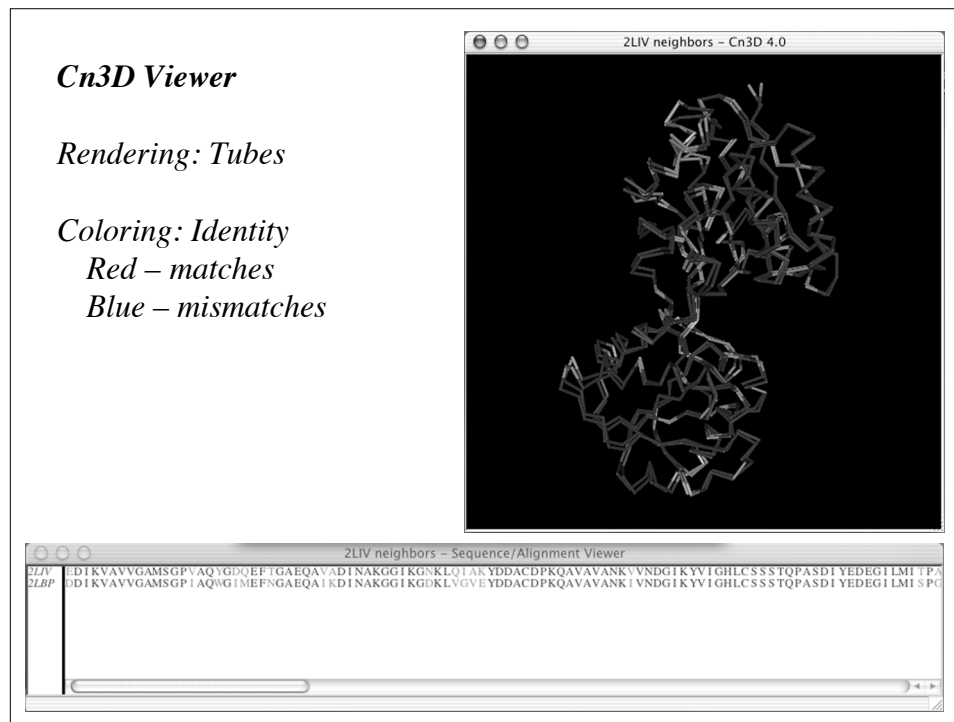 2LIV neighbors – Cn3D 4.0
Cn3D Viewer
Rendering: Tubes
Coloring: Identity
Red – matches
Blue – mismatches
2LIV neighbors – Sequence/Alignment Viewer
2LIV EDIKVAVVGAMSGPVAQYGDQEFTGAEQAVADINAKGGIKGNKLQIAKYDDACDPKQAVAVANKVVNDGIKYVIGHLCSSSTQPASDIYEDEGILMITPA
2LBP DDIKVAVVGAMSGPIAQWGIMEFNGAEQAIKDINAKGGIKGDKLVGVEYDDACDPKQAVAVANKIVNDGIKYVIGHLCSSSTQPASDIYEDEGILMISPG